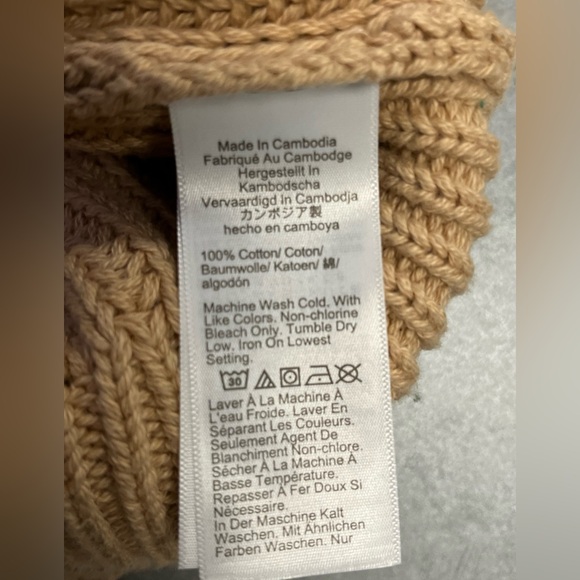 Made In Cambodia
Fabriqué Au Cambodge
Hergestellt In
Kambodscha
Vervaardigd In Cambodja
カンボジア製
hecho en camboya
100% Cotton/ Coton/
Baumwolle/ Katoen/ 綿/
algodón
Machine Wash Cold. With
Like Colors. Non-chlorine
Bleach Only. Tumble Dry
Low. Iron On Lowest
Setting.
30
Laver À La Machine À
L'eau Froide. Laver En
Séparant Les Couleurs.
Seulement Agent De
Blanchiment Non-chlore.
Sécher À La Machine À
Basse Température.
Repasser À Fer Doux Si
Nécessaire.
In Der Maschine Kalt
Waschen. Mit Ähnlichen
Farben Waschen. Nur